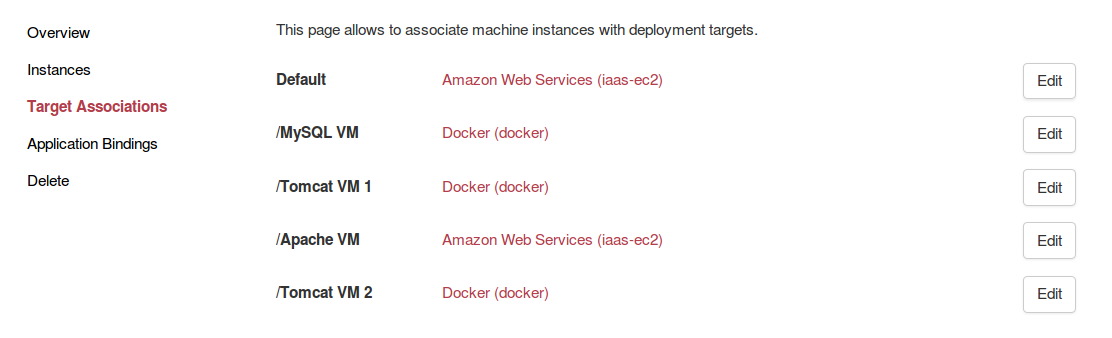 Overview
Instances
Target Associations
Application Bindings
Delete
This page allows to associate machine instances with deployment targets.
Default Amazon Web Services (iaas-ec2) Edit
/MySQL VM Docker (docker) Edit
/Tomcat VM 1 Docker (docker) Edit
/Apache VM Amazon Web Services (iaas-ec2) Edit
/Tomcat VM 2 Docker (docker) Edit